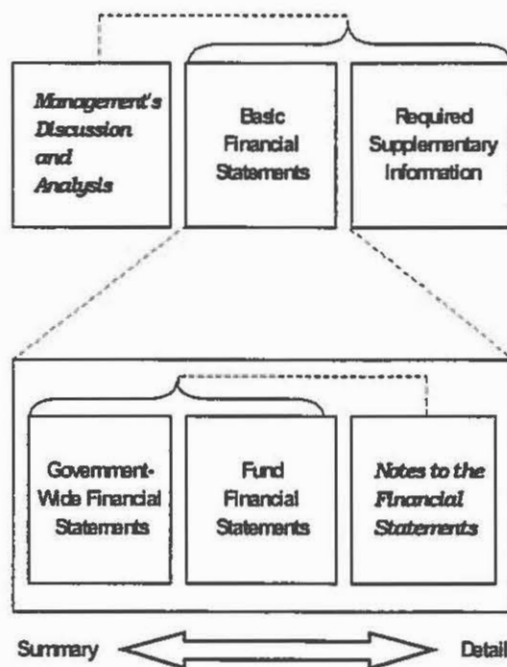 Management's
Discussion
and
Analysis
Basic
Financial
Statements
Required
Supplementary
Information
Government-
Wide Financial
Statements
Fund
Financial
Statements
Notes to the
Financial
Statements
Summary
Detail